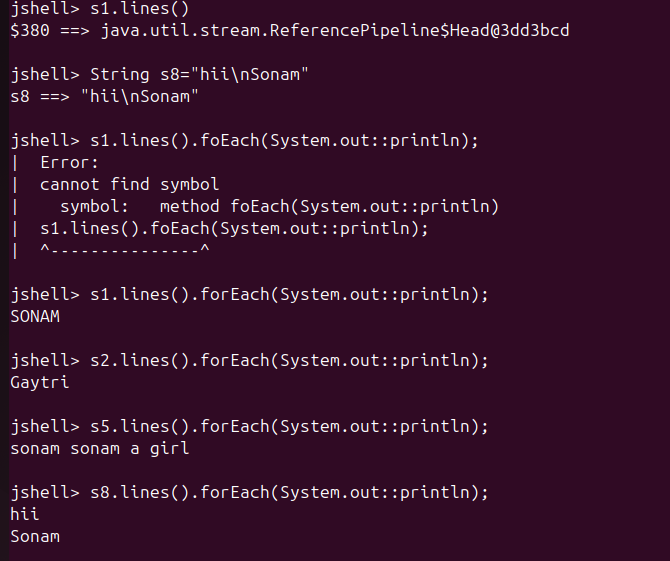 jshell> s1.lines()
$380 ==> java.util.stream.ReferencePipeline$Head@3dd3bcd
jshell> String s8="hii\nSonam"
s8 ==> "hii\nSonam"
jshell> s1.lines().foEach(System.out::println);
|  Error:
|  cannot find symbol
|    symbol:   method foEach(System.out::println)
|  s1.lines().foEach(System.out::println);
|  ^---------------^
jshell> s1.lines().forEach(System.out::println);
SONAM
jshell> s2.lines().forEach(System.out::println);
Gaytri
jshell> s5.lines().forEach(System.out::println);
sonam sonam a girl
jshell> s8.lines().forEach(System.out::println);
hii
Sonam